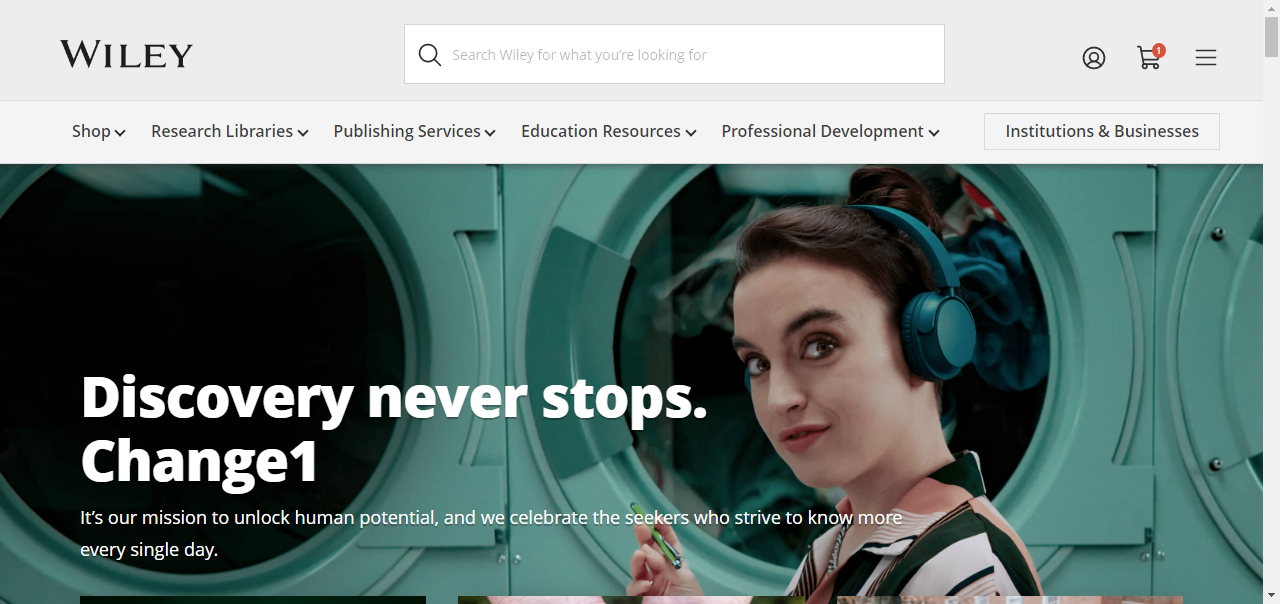 WILEY
Search Wiley for what you're looking for
1
Shop
Research Libraries
Publishing Services
Education Resources
Professional Development
Institutions & Businesses
Discovery never stops.
Change1
It's our mission to unlock human potential, and we celebrate the seekers who strive to know more
every single day.